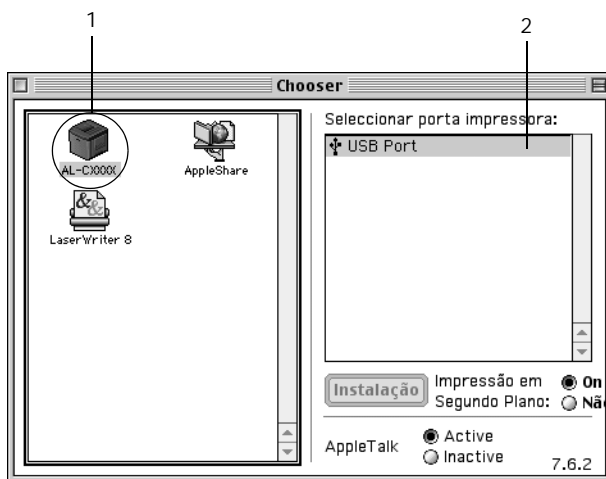 1
2
Chooser
AL-CXXXX
AppleShare
LaserWriter 8
Seleccionar porta impressora:
USB Port
Instalação
Impressão em
Segundo Plano:
On
Não
AppleTalk
Active
Inactive
7.6.2